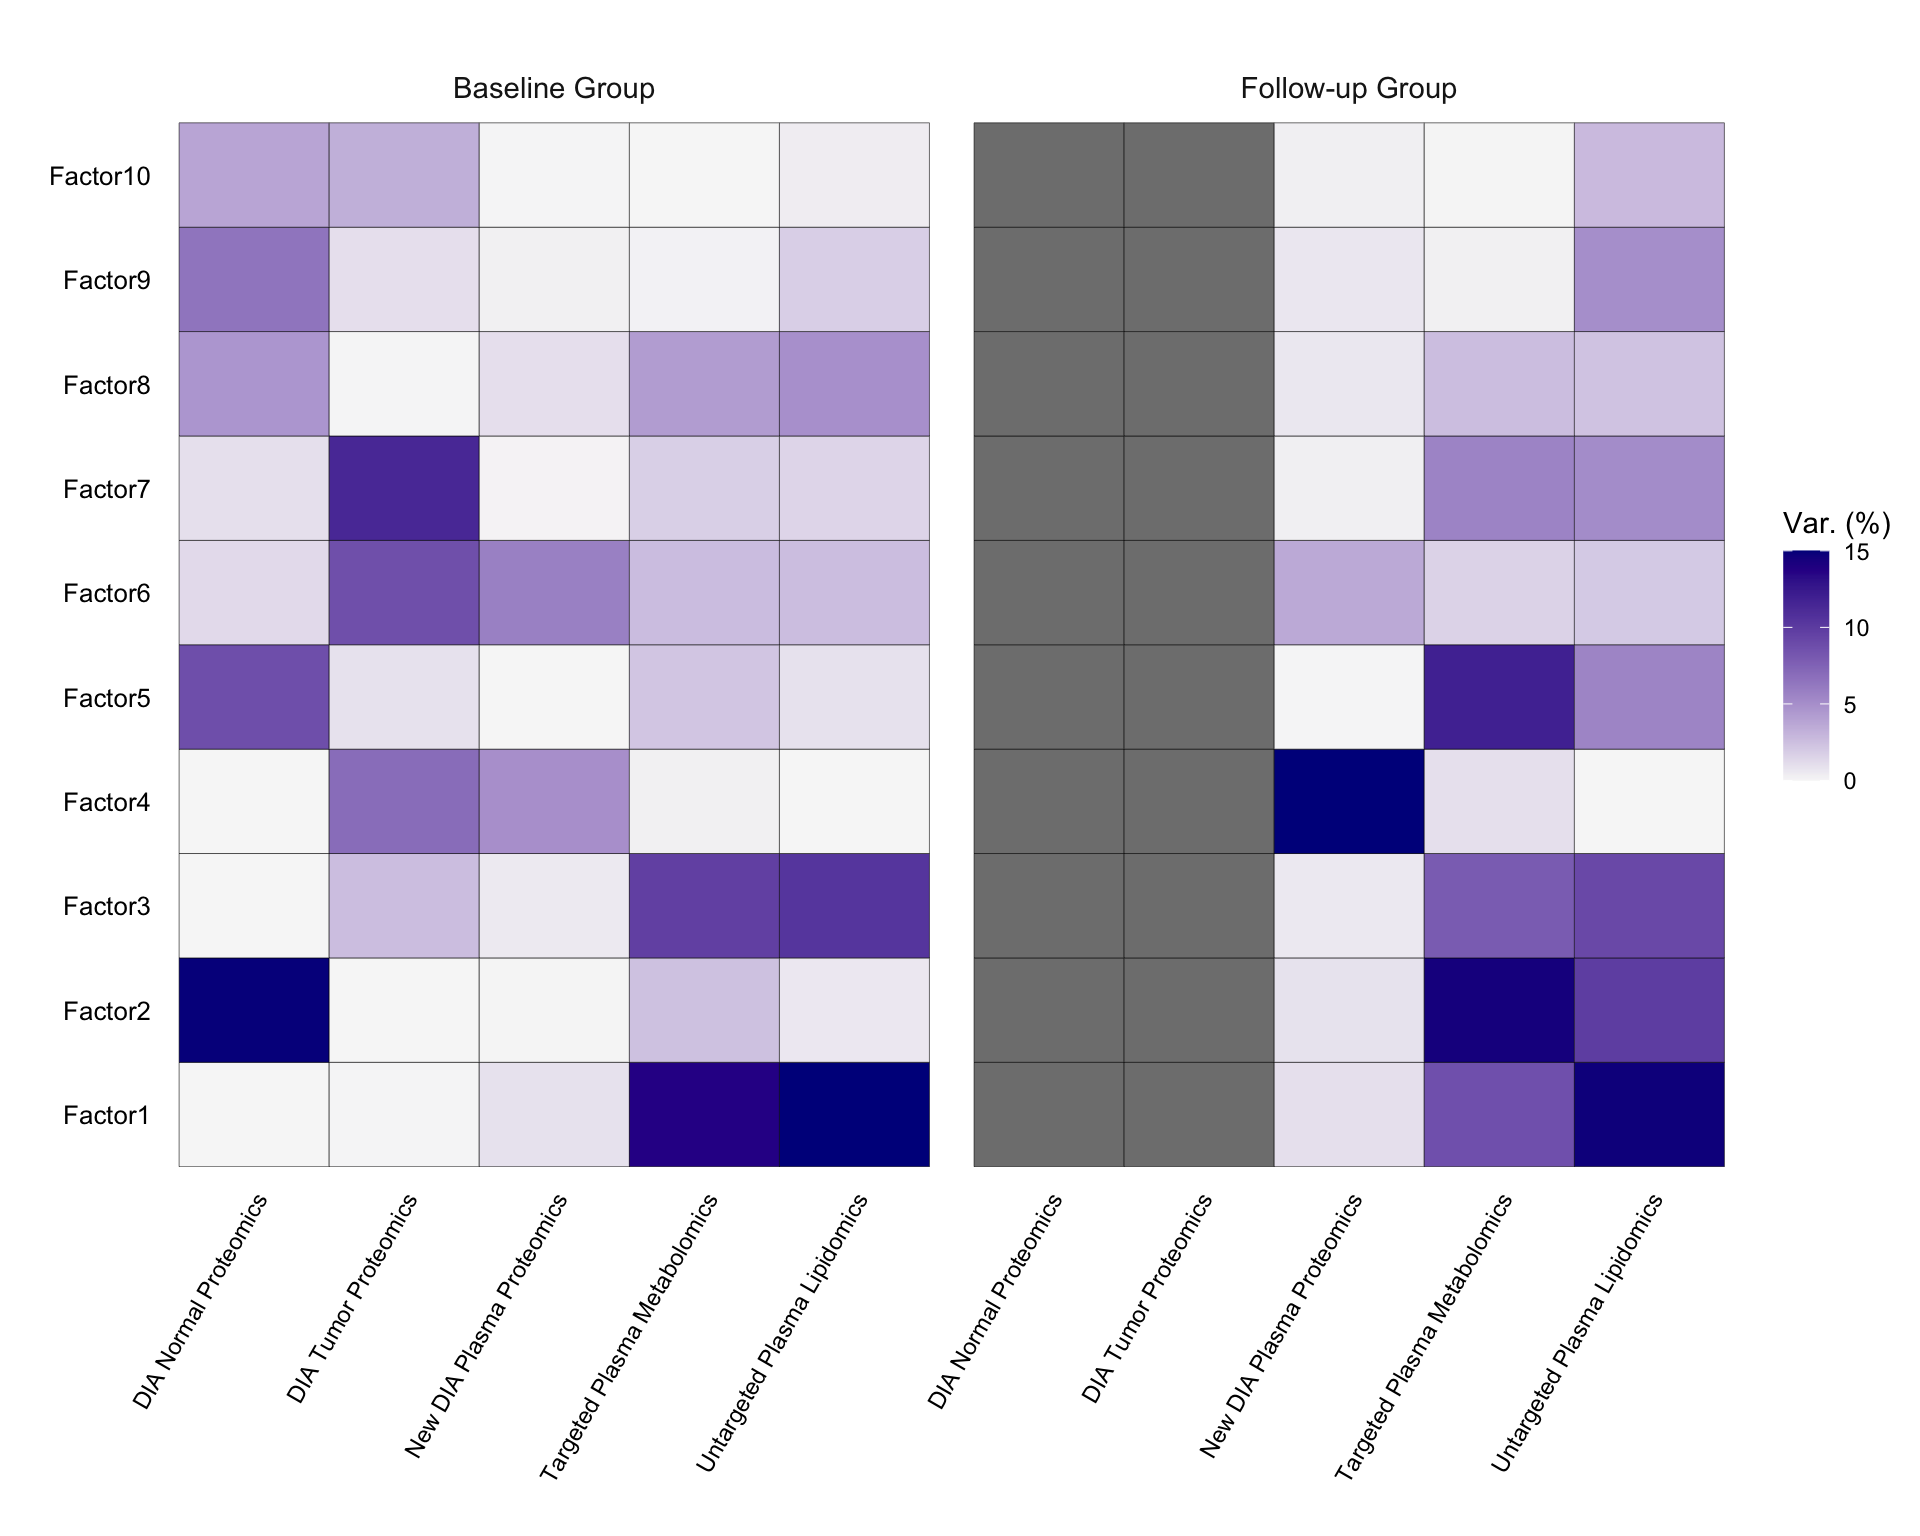 Baseline Group
Follow-up Group
Factor10
Factor9
Factor8
Factor7
Factor6
Factor5
Factor4
Factor3
Factor2
Factor1
Var. (%)
15
10
5
0
DIA Normal Proteomics
DIA Tumor Proteomics
New DIA Plasma Proteomics
Targeted Plasma Metabolomics
Untargeted Plasma Lipidomics
DIA Normal Proteomics
DIA Tumor Proteomics
New DIA Plasma Proteomics
Targeted Plasma Metabolomics
Untargeted Plasma Lipidomics